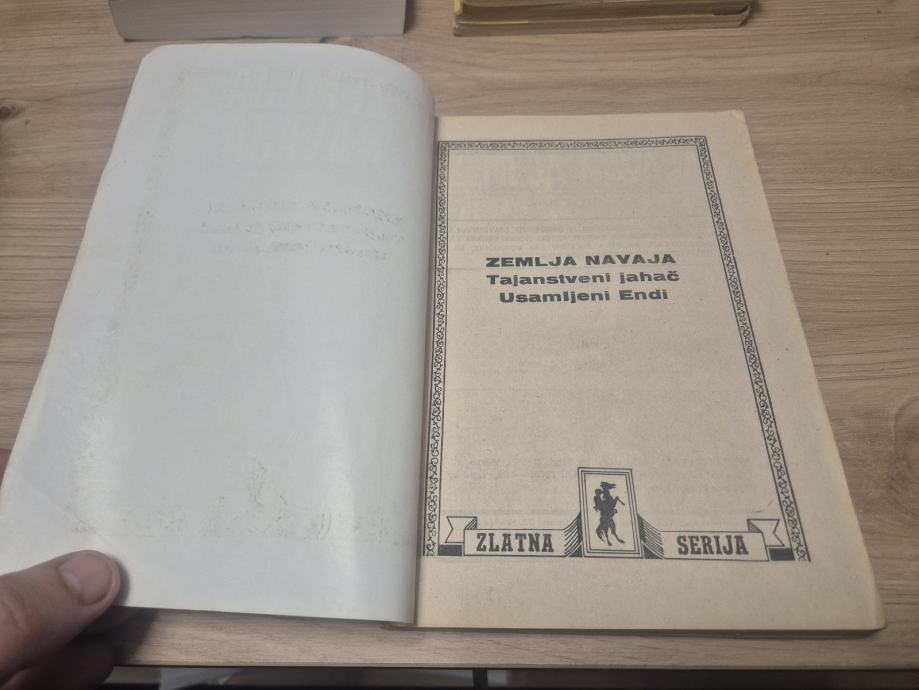 ZEMLJA NAVAJA
Tajanstveni jahač
Usamljeni Endi
ZLATNA SERIJA